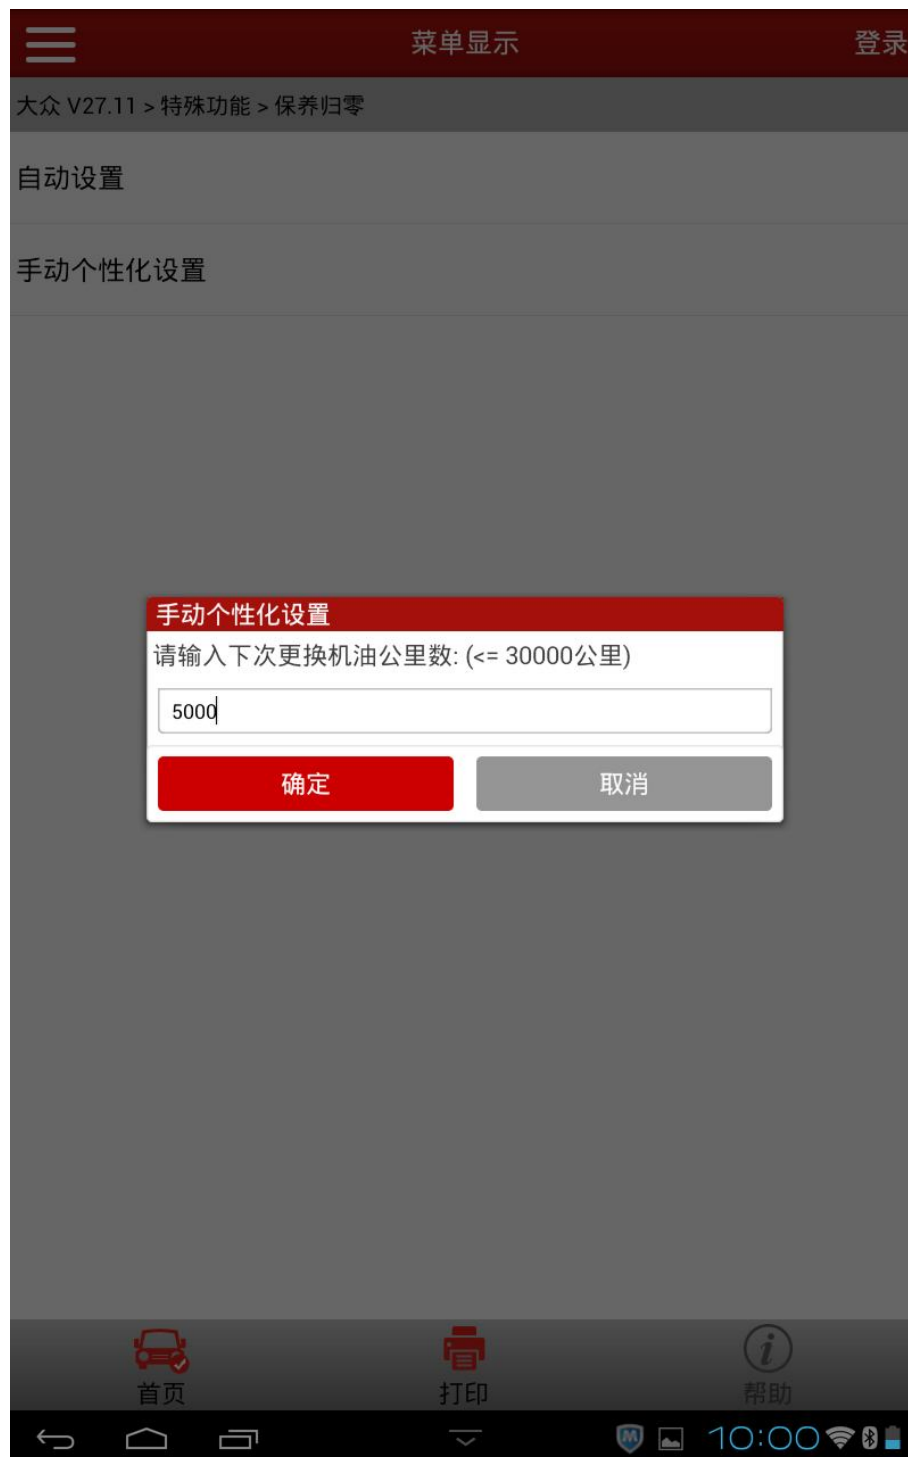 菜单显示
登录
大众 V27.11 > 特殊功能 > 保养归零
自动设置
手动个性化设置
手动个性化设置
请输入下次更换机油公里数: (<= 30000公里)
5000
确定
取消
首页
打印
帮助
10:00